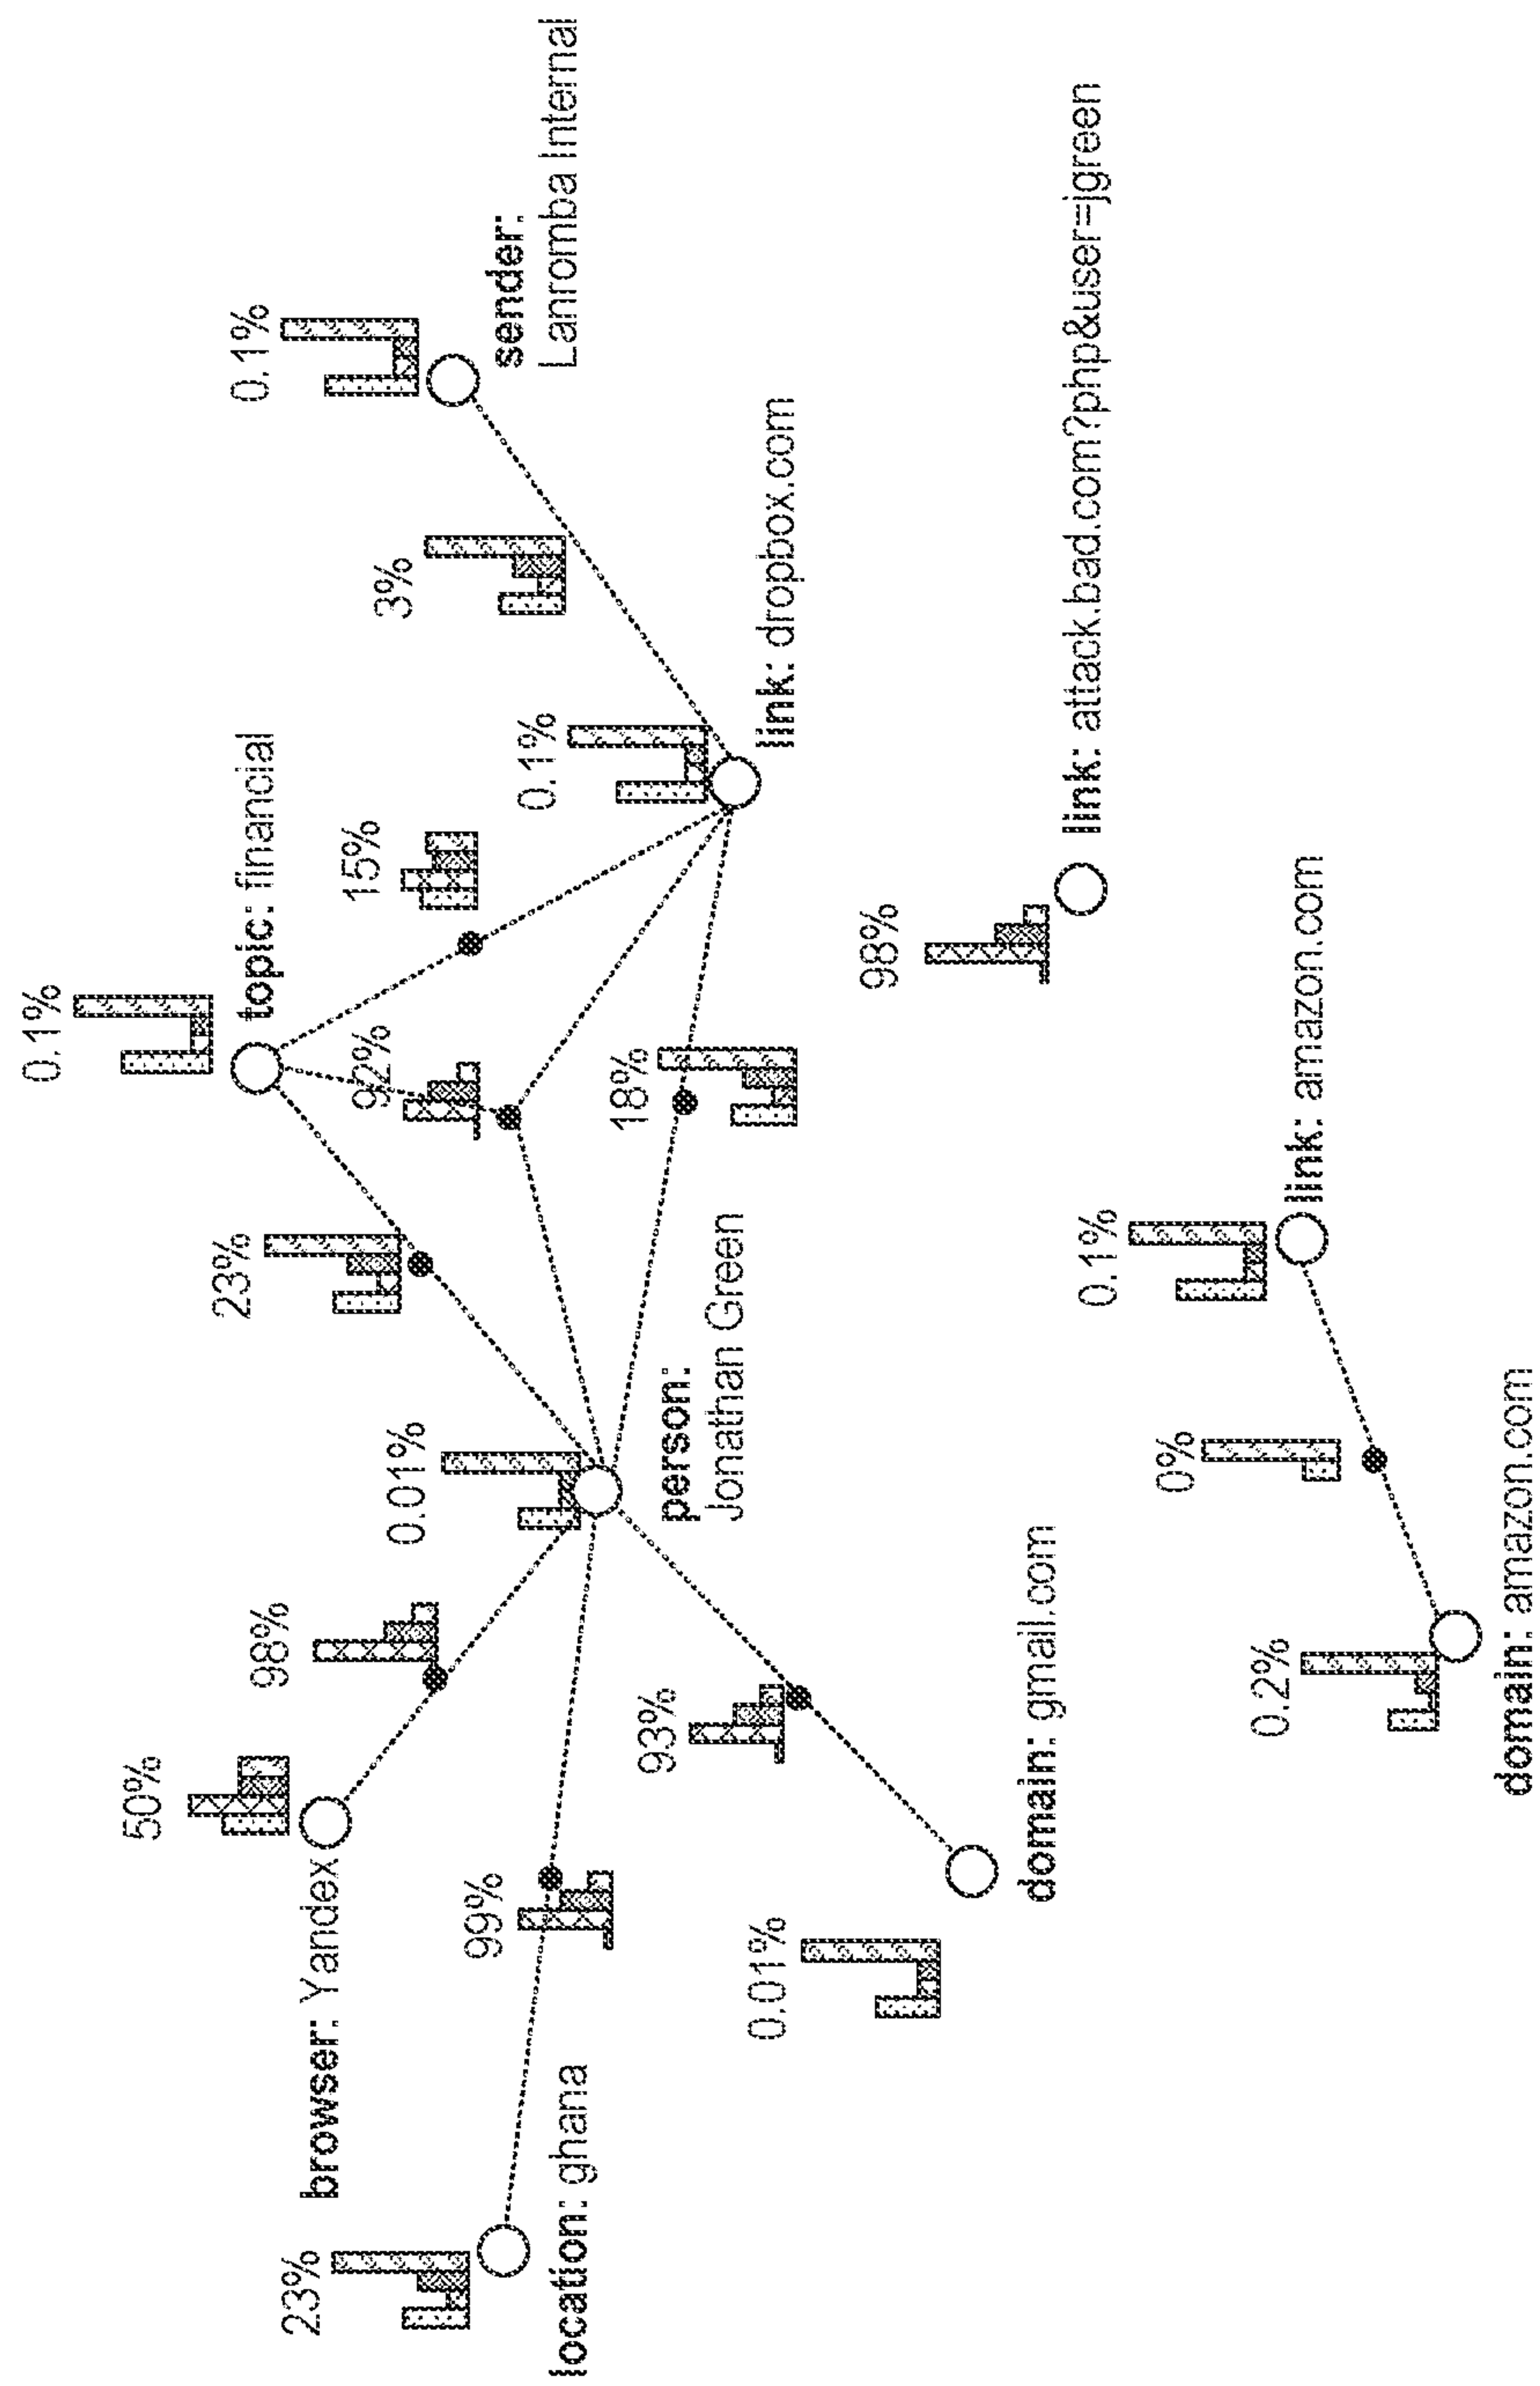 0.1%
topic: financial
0.1%
sender:
Lanromba Internal
3%
15%
0.1%
link: dropbox.com
92%
18%
23%
50%
browser: Yandex
98%
0.01%
person:
Jonathan Green
23%
location: ghana
99%
93%
0.01%
domain: gmail.com
98%
link: attack.bad.com?php&user=jgreen
0.1%
link: amazon.com
0%
0.2%
domain: amazon.com